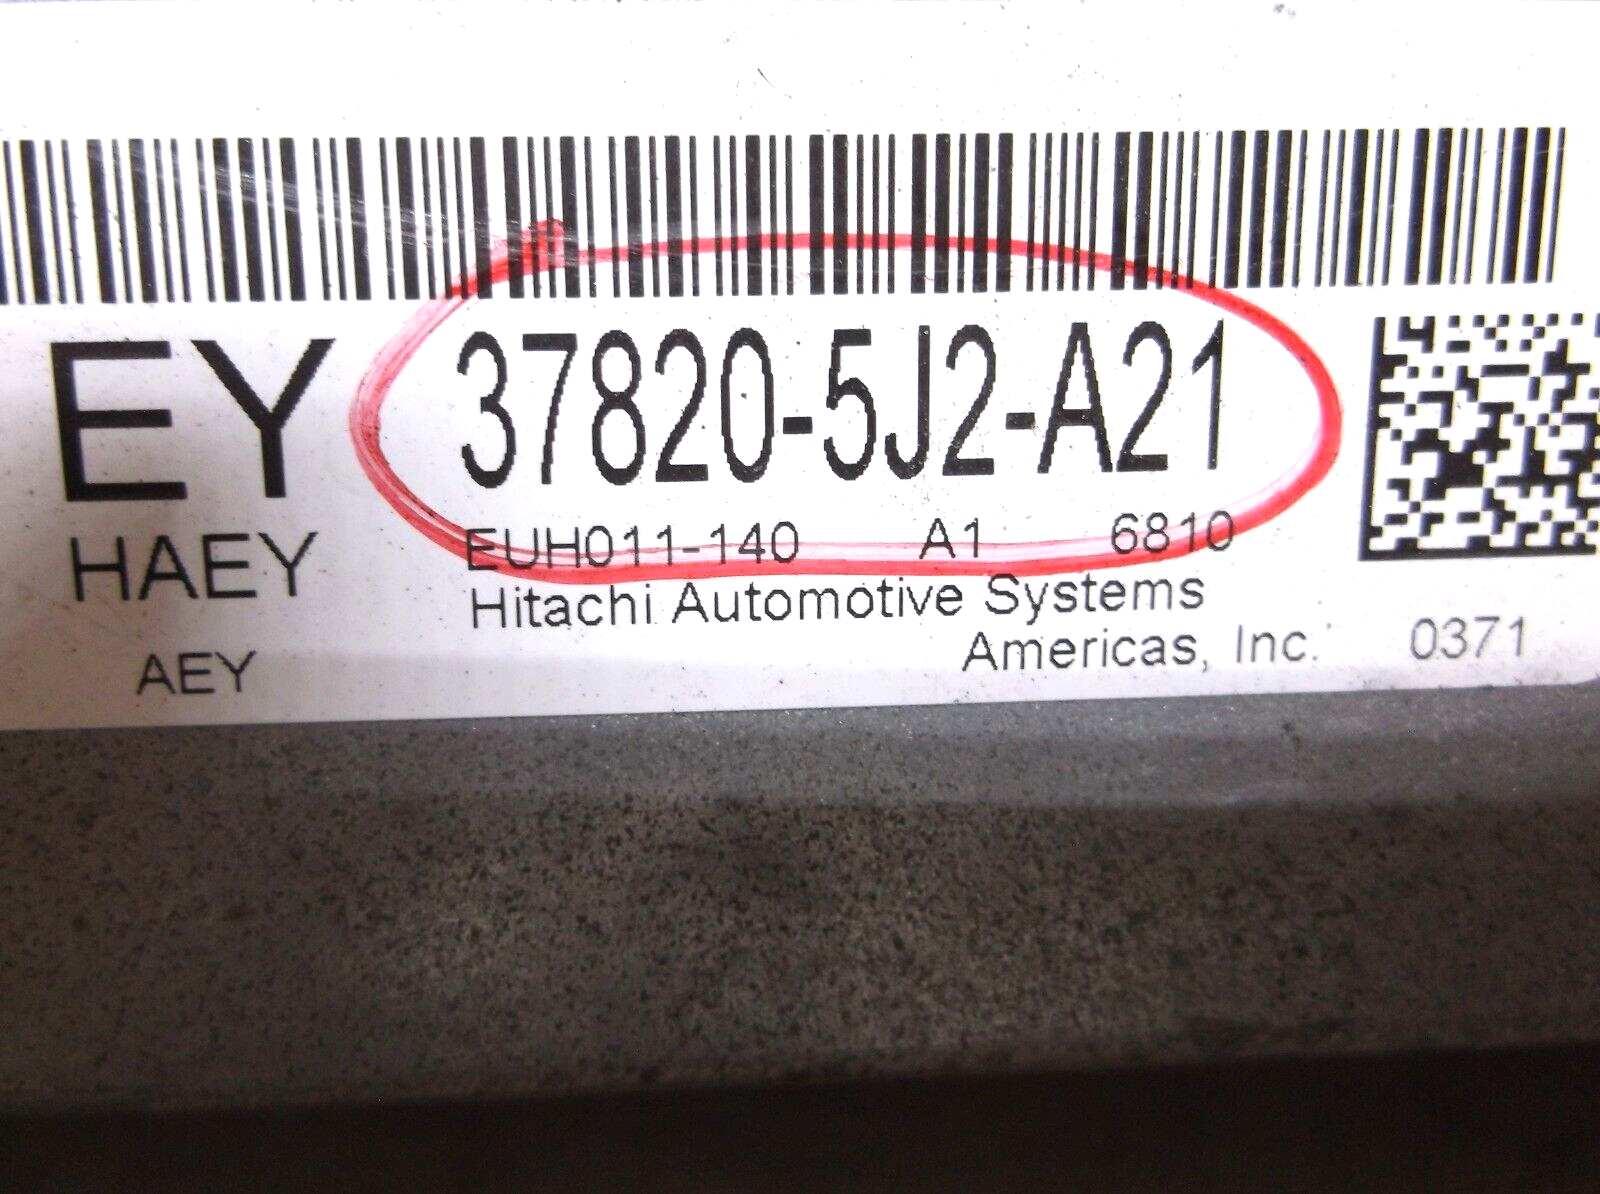 EY 37820-5J2-A21
HAEY EUH011-140 A1 6810
Hitachi Automotive Systems
Americas, Inc. 0371
AEY